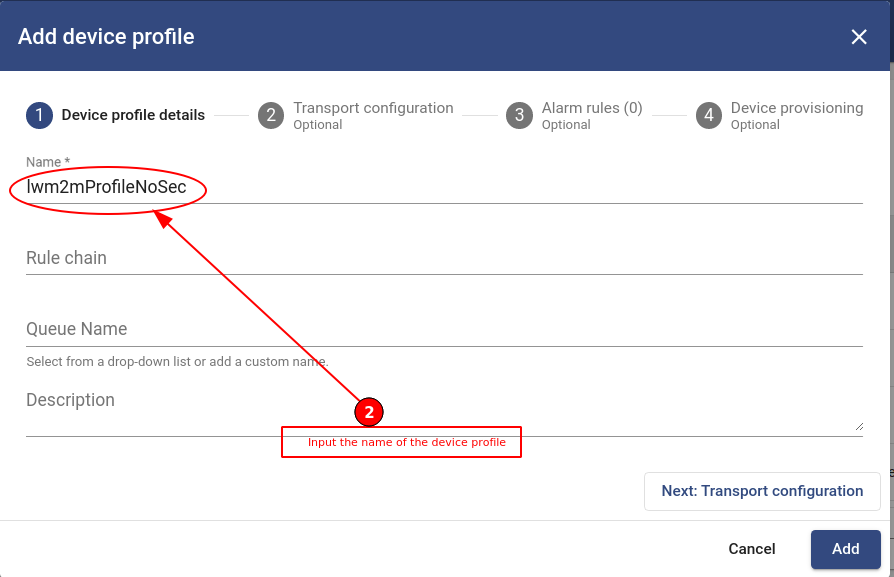 Add device profile
1 Device profile details
2 Transport configuration
Optional
3 Alarm rules (0)
Optional
4 Device provisioning
Optional
Name *
lwm2mProfileNoSec
Rule chain
Queue Name
Select from a drop-down list or add a custom name.
Description
2
Input the name of the device profile
Next: Transport configuration
Cancel
Add